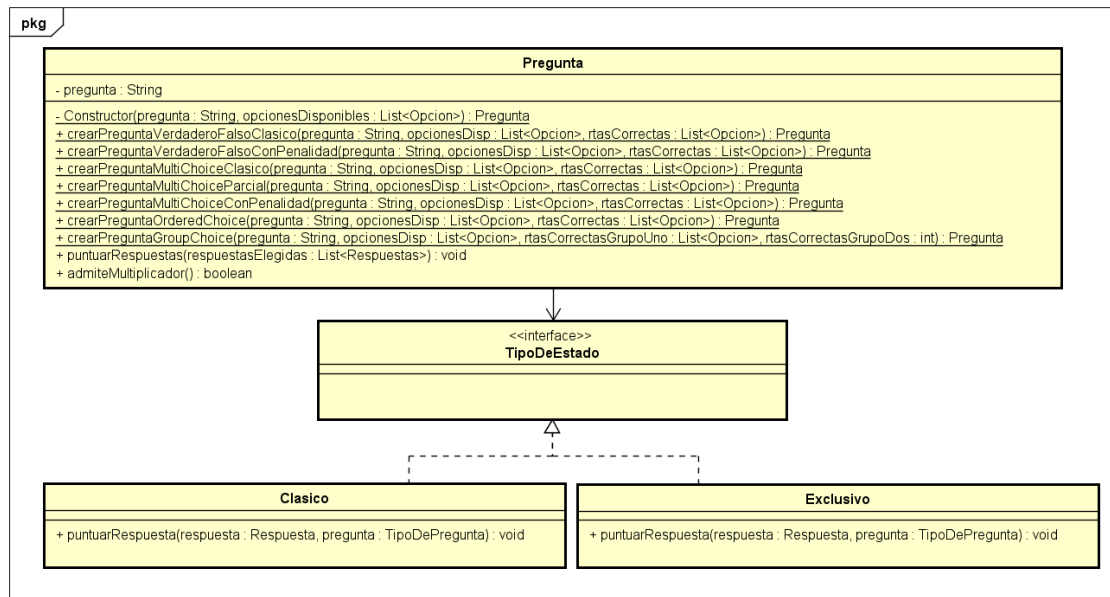 pkg
Pregunta
- pregunta : String
- Constructor(pregunta : String, opcionesDisponibles : List<Opcion>) : Pregunta
+ crearPreguntaVerdaderoFalsoClasico(pregunta : String, opcionesDisp : List<Opcion>, rtasCorrectas : List<Opcion>) : Pregunta
+ crearPreguntaVerdaderoFalsoConPenalidad(pregunta : String, opcionesDisp : List<Opcion>, rtasCorrectas : List<Opcion>) : Pregunta
+ crearPreguntaMultiChoiceClasico(pregunta : String, opcionesDisp : List<Opcion>, rtasCorrectas : List<Opcion>) : Pregunta
+ crearPreguntaMultiChoiceParcial(pregunta : String, opcionesDisp : List<Opcion>, rtasCorrectas : List<Opcion>) : Pregunta
+ crearPreguntaMultiChoiceConPenalidad(pregunta : String, opcionesDisp : List<Opcion>, rtasCorrectas : List<Opcion>) : Pregunta
+ crearPreguntaOrderedChoice(pregunta : String, opcionesDisp : List<Opcion>, rtasCorrectas : List<Opcion>) : Pregunta
+ crearPreguntaGroupChoice(pregunta : String, opcionesDisp : List<Opcion>, rtasCorrectasGrupoUno : List<Opcion>, rtasCorrectasGrupoDos : int) : Pregunta
+ puntuarRespuestas(respuestasElegidas : List<Respuestas>) : void
+ admiteMultiplicador() : boolean
<<interface>>
TipoDeEstado
Clasico
+ puntuarRespuesta(respuesta : Respuesta, pregunta : TipoDePregunta) : void
Exclusivo
+ puntuarRespuesta(respuesta : Respuesta, pregunta : TipoDePregunta) : void